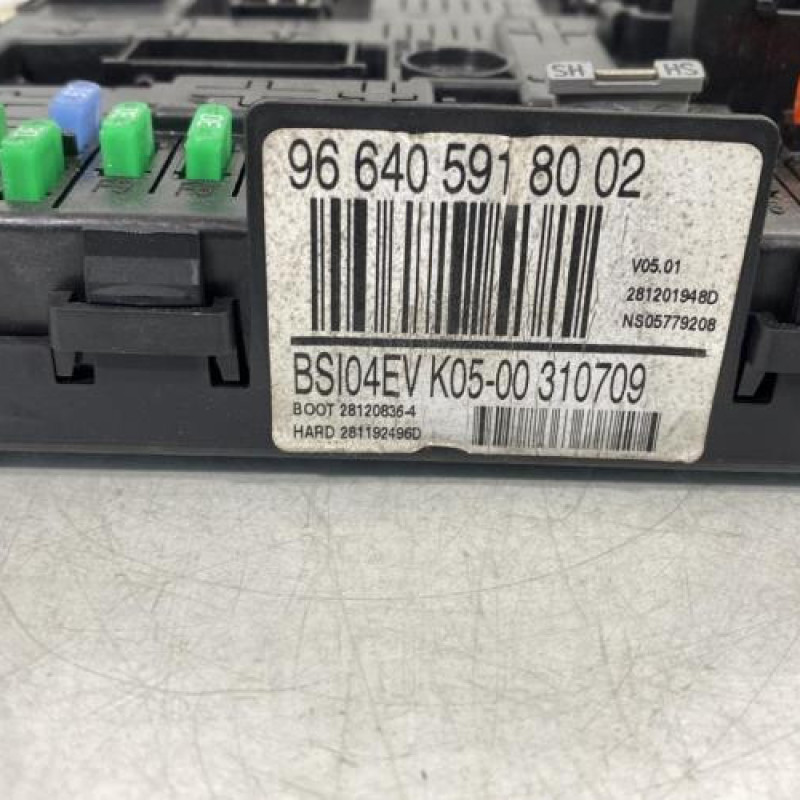 SH HS
30
96 640 591 80 02
V05.01
281201948D
NS05779208
BSI04EV K05-00 310709
BOOT 28120836-4
HARD 281192496D